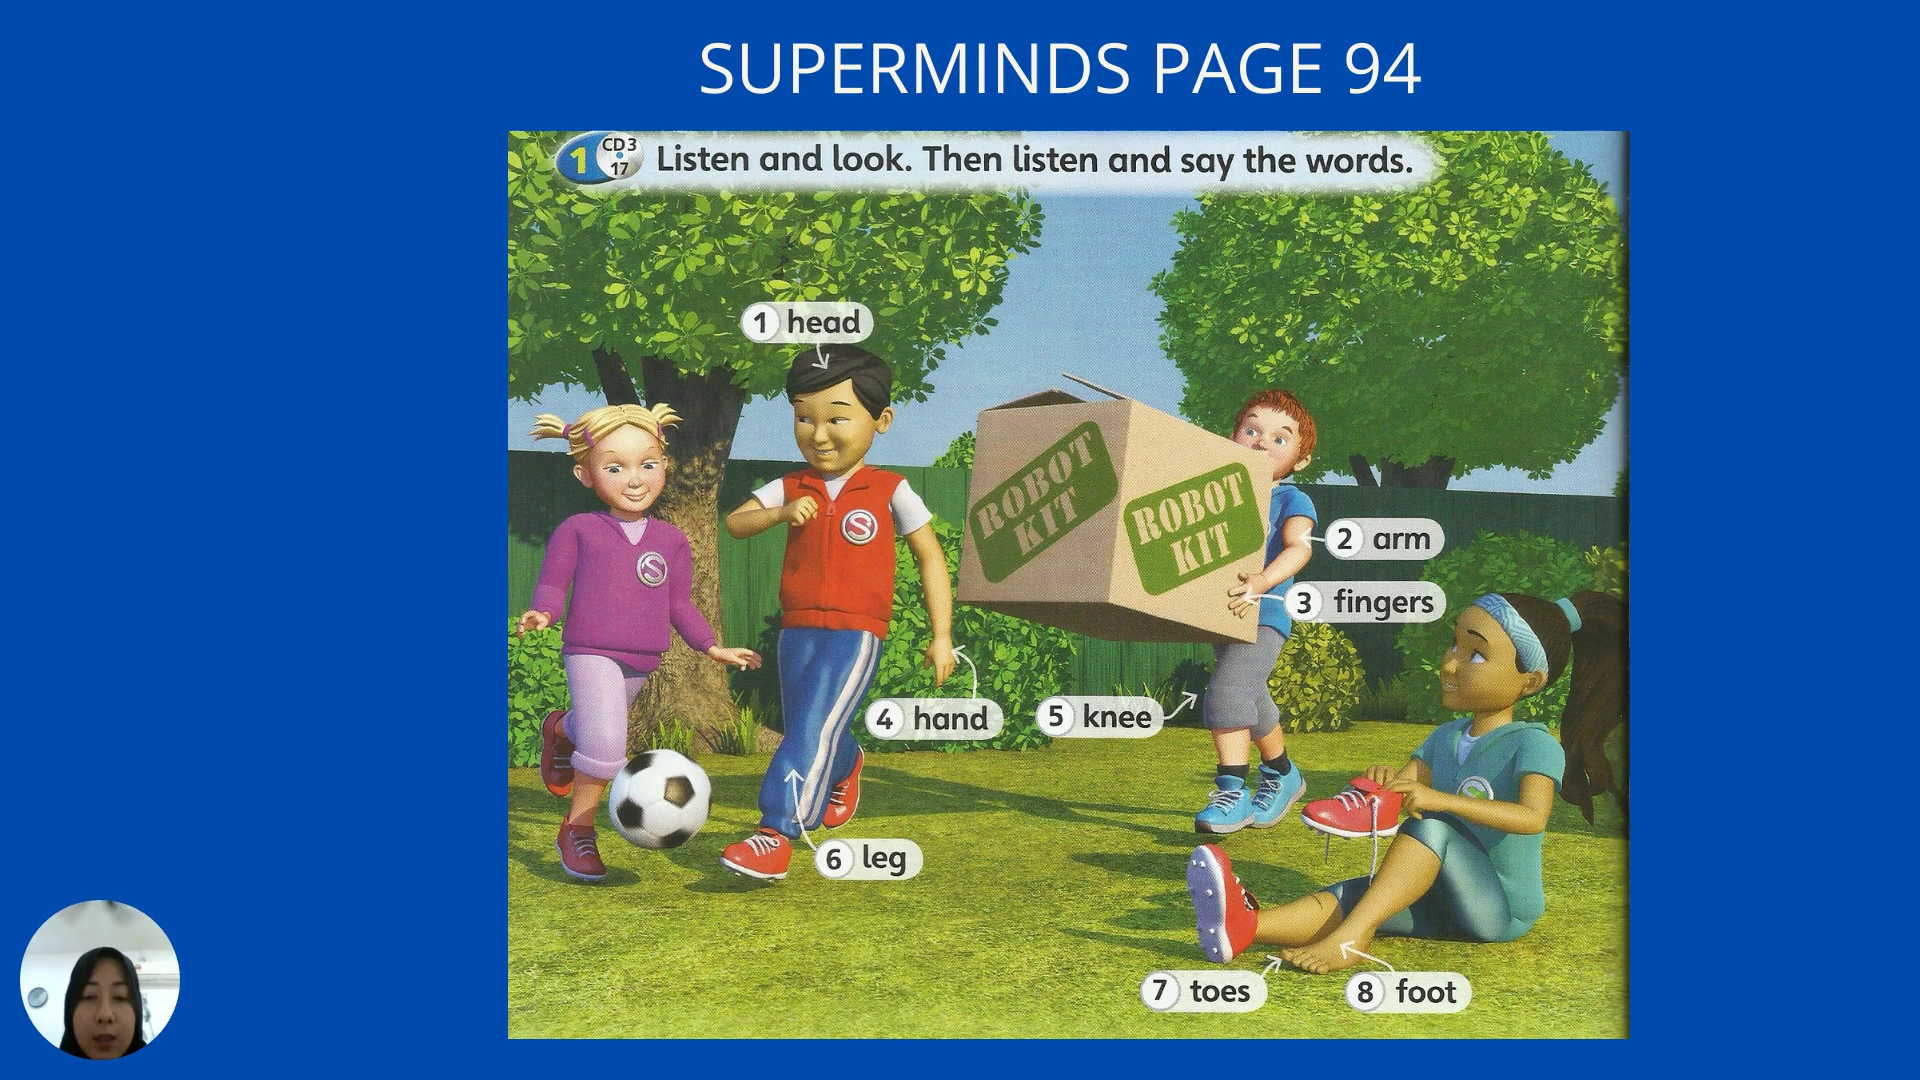 SUPERMINDS PAGE 94
1 CD3 17 Listen and look. Then listen and say the words.
1 head
ROBOT
KIT
ROBOT
KIT
2 arm
3 fingers
4 hand
5 knee
6 leg
7 toes
8 foot
S
S